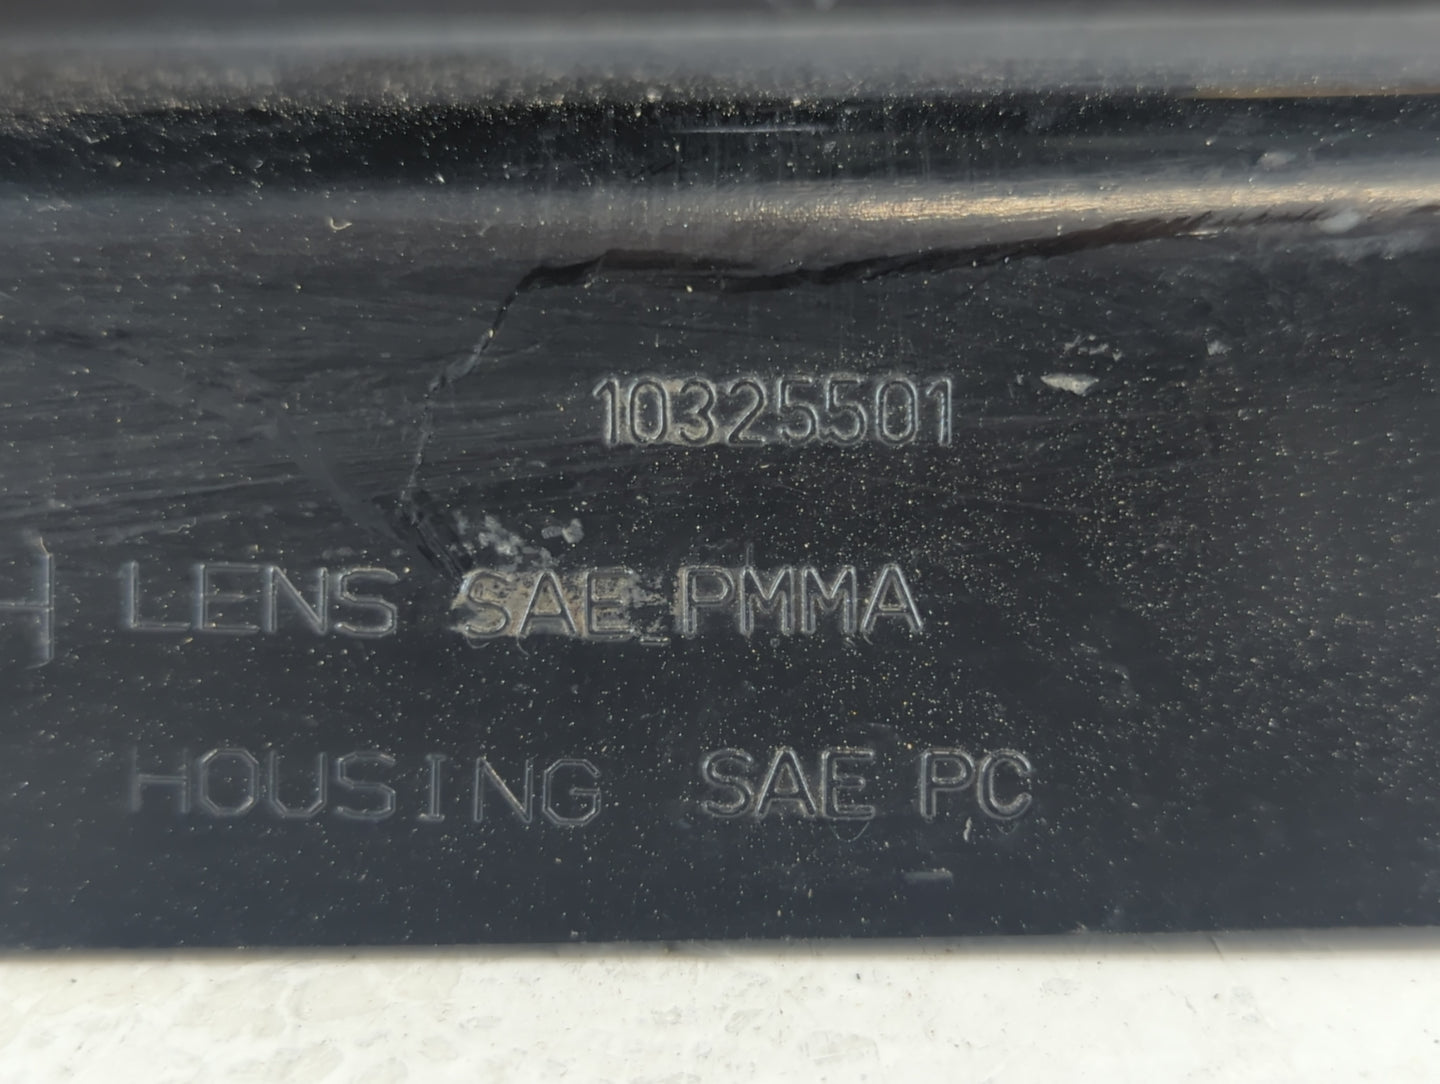 10325501
LENS SAE PMMA
HOUSING SAE PC